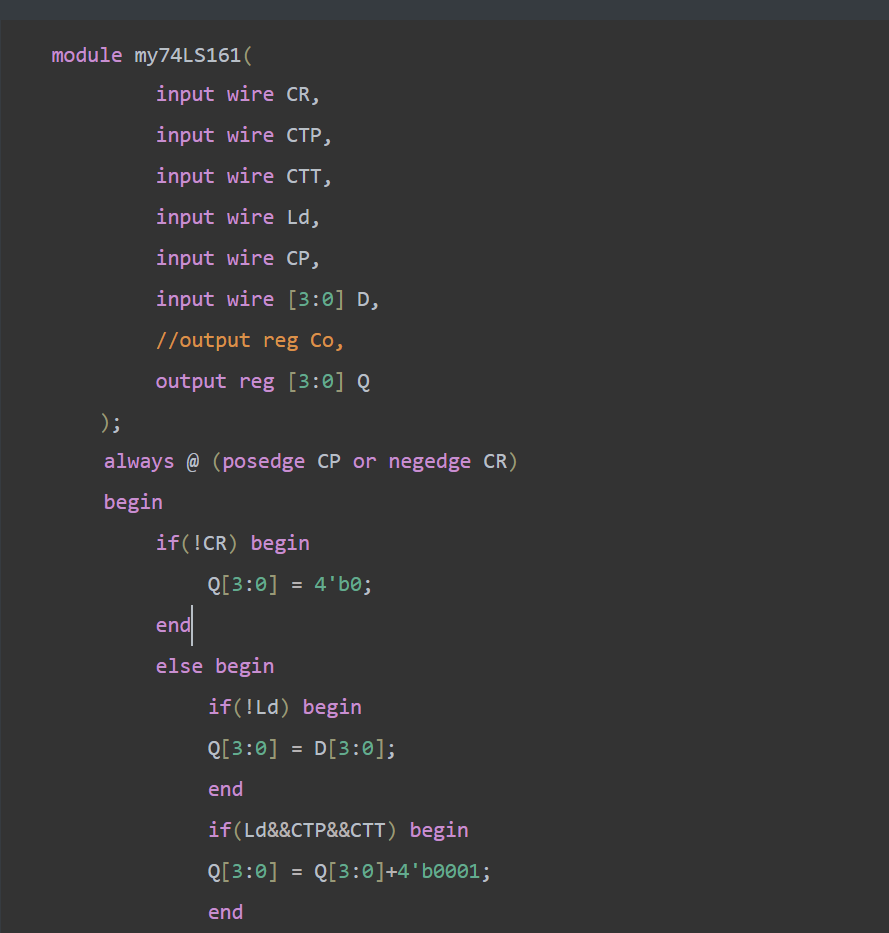 module my74LS161(
input wire CR,
input wire CTP,
input wire CTT,
input wire Ld,
input wire CP,
input wire [3:0] D,
//output reg Co,
output reg [3:0] Q
);
always @ (posedge CP or negedge CR)
begin
if(!CR) begin
Q[3:0] = 4'b0;
end
else begin
if(!Ld) begin
Q[3:0] = D[3:0];
end
if(Ld&&CTP&&CTT) begin
Q[3:0] = Q[3:0]+4'b0001;
end